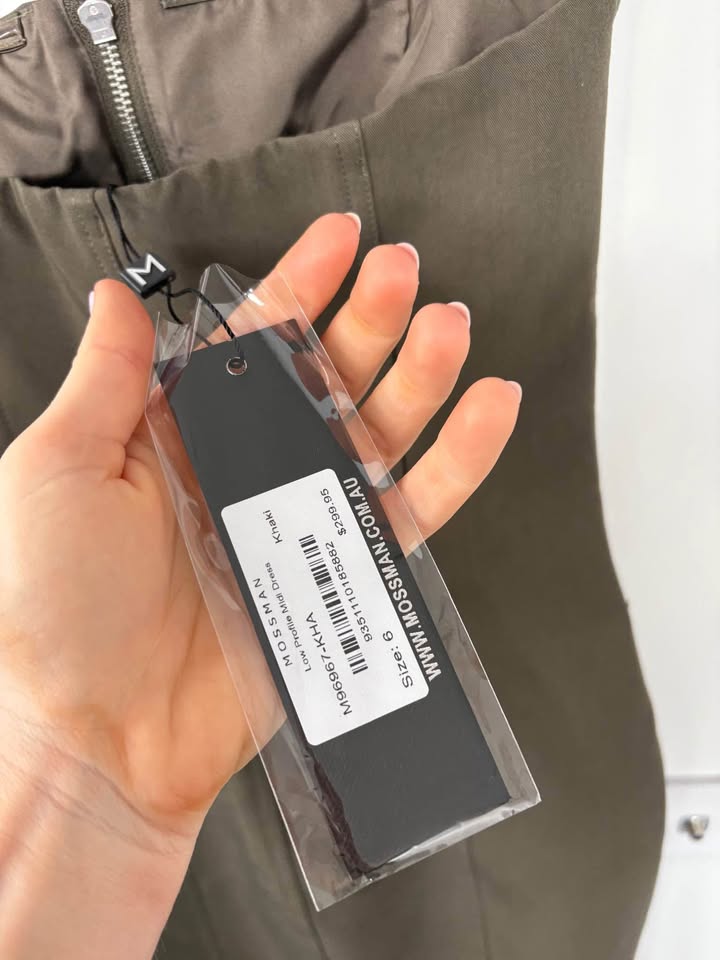 M
MOSSMAN
Low Profile Midi Dress Khaki
M96967-KHA
9351110185882
Size: 6 $299.95
WWW.MOSSMAN.COM.AU